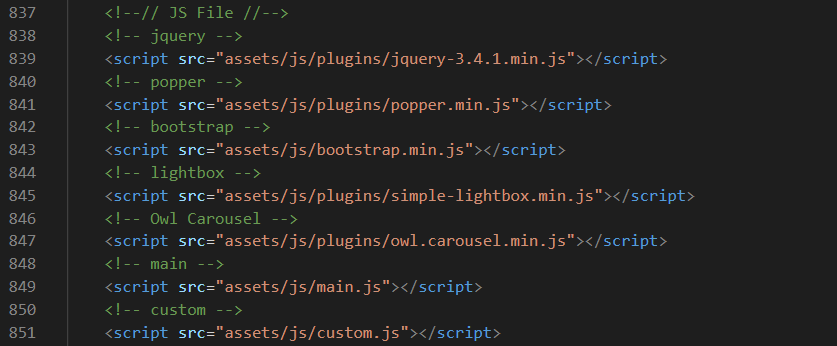 837 <!--// JS File //-->
838 <!-- jquery -->
839 <script src="assets/js/plugins/jquery-3.4.1.min.js"></script>
840 <!-- popper -->
841 <script src="assets/js/plugins/popper.min.js"></script>
842 <!-- bootstrap -->
843 <script src="assets/js/bootstrap.min.js"></script>
844 <!-- lightbox -->
845 <script src="assets/js/plugins/simple-lightbox.min.js"></script>
846 <!-- Owl Carousel -->
847 <script src="assets/js/plugins/owl.carousel.min.js"></script>
848 <!-- main -->
849 <script src="assets/js/main.js"></script>
850 <!-- custom -->
851 <script src="assets/js/custom.js"></script>